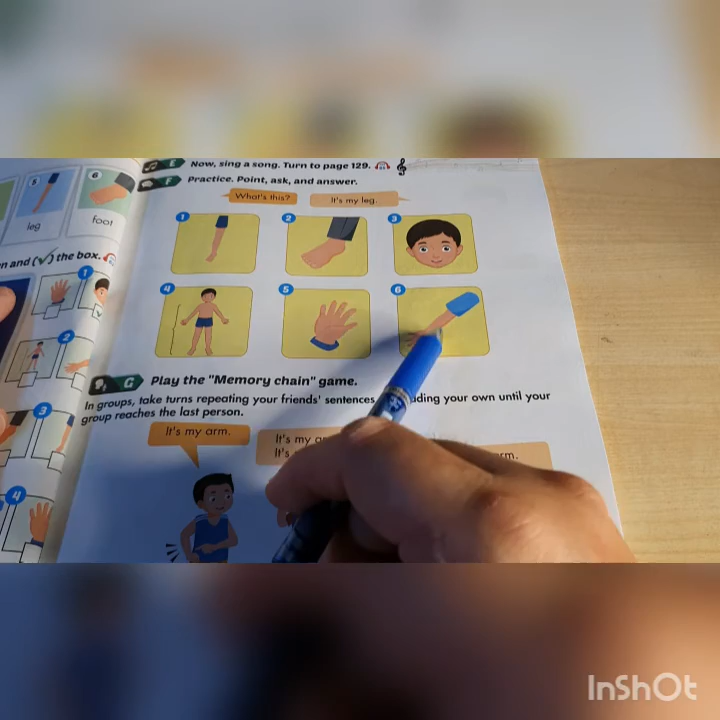 E Now, sing a song. Turn to page 129.
F Practice. Point, ask, and answer.
What's this? It's my leg.
5 6
leg foot
and (✓) the box.
1 2 3
1
4 5 6
2
G Play the "Memory chain" game.
In groups, take turns repeating your friends' sentences your own until your
group reaches the last person.
3
It's my arm. It's my
It's
4
InShOt